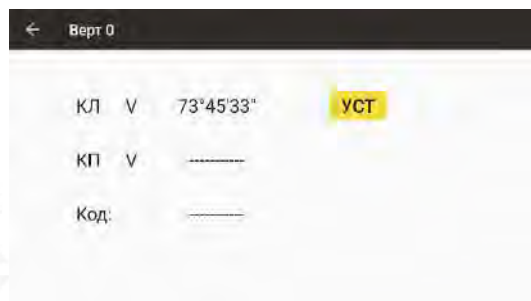 ← Верт 0
КЛ V 73°45'33" УСТ
КП V ----------
Код: ----------